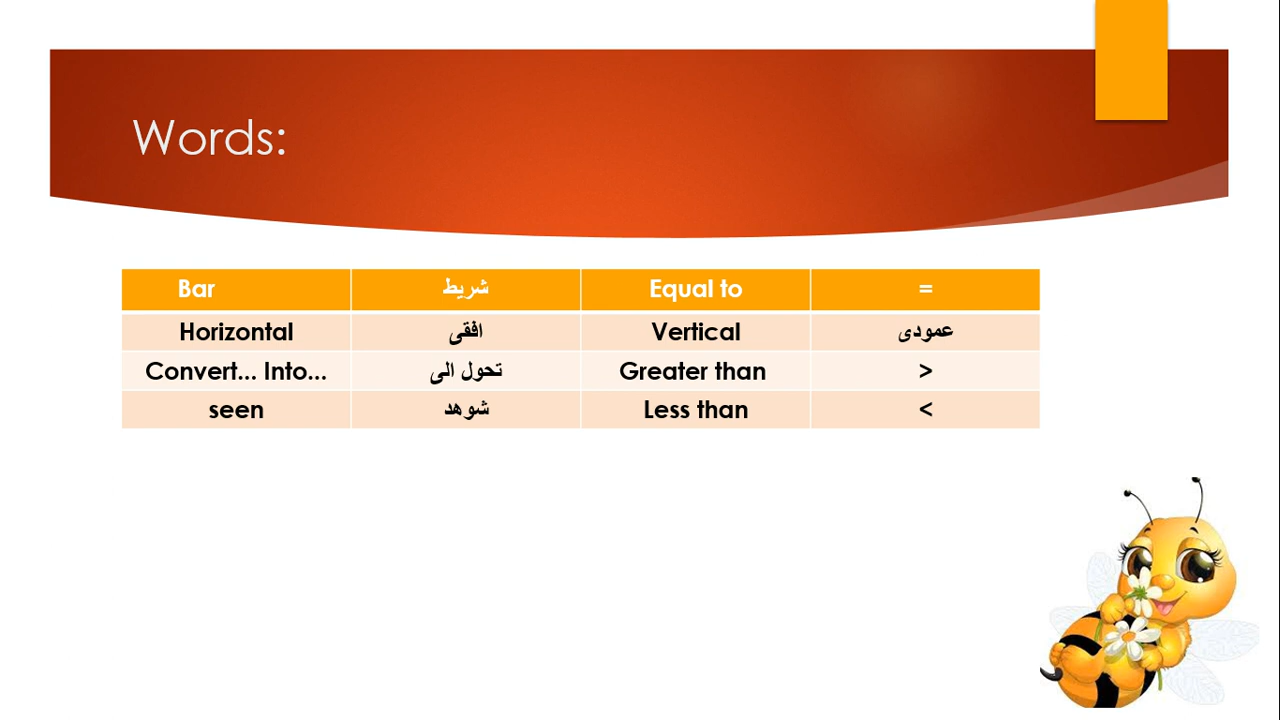 Words:
Bar شريط Equal to =
Horizontal افقى Vertical عمودى
Convert... Into... تحول الى Greater than >
seen شوهد Less than <